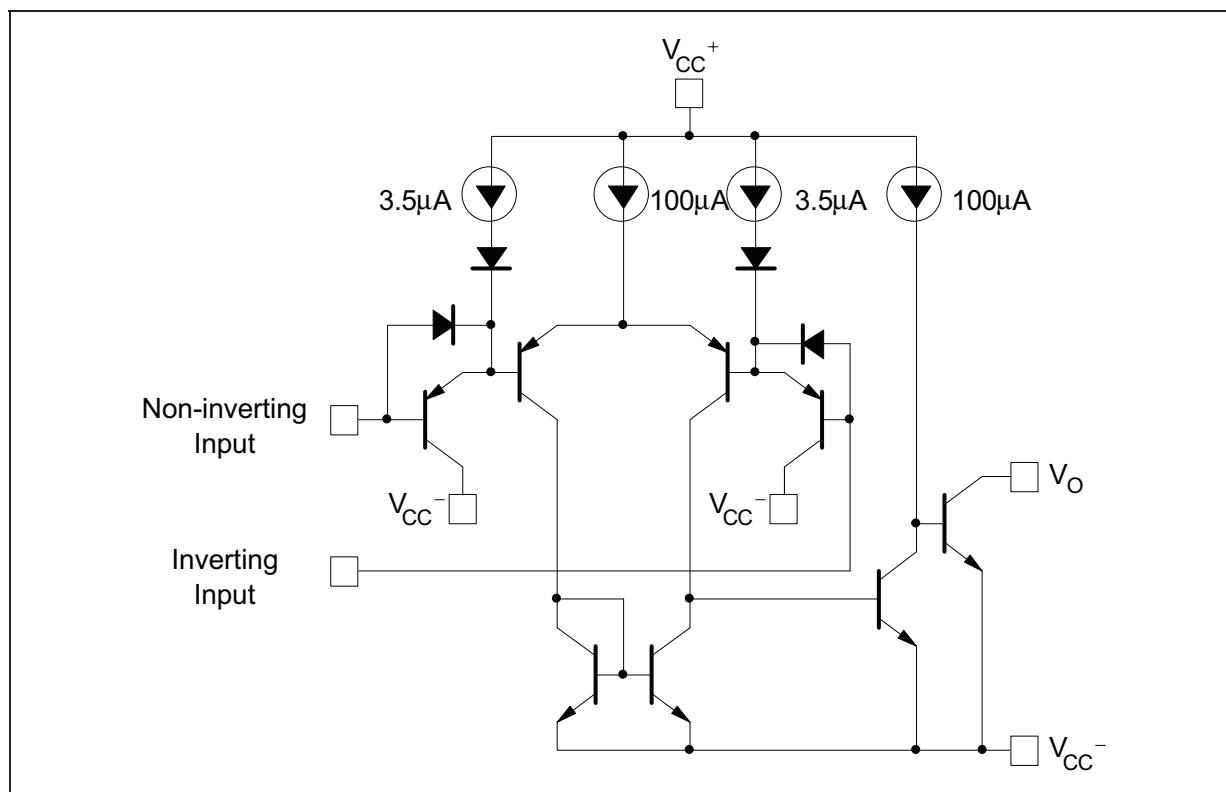 VCC+
3.5μA
100μA
3.5μA
100μA
Non-inverting
Input
VCC−
VCC−
VO
Inverting
Input
VCC−